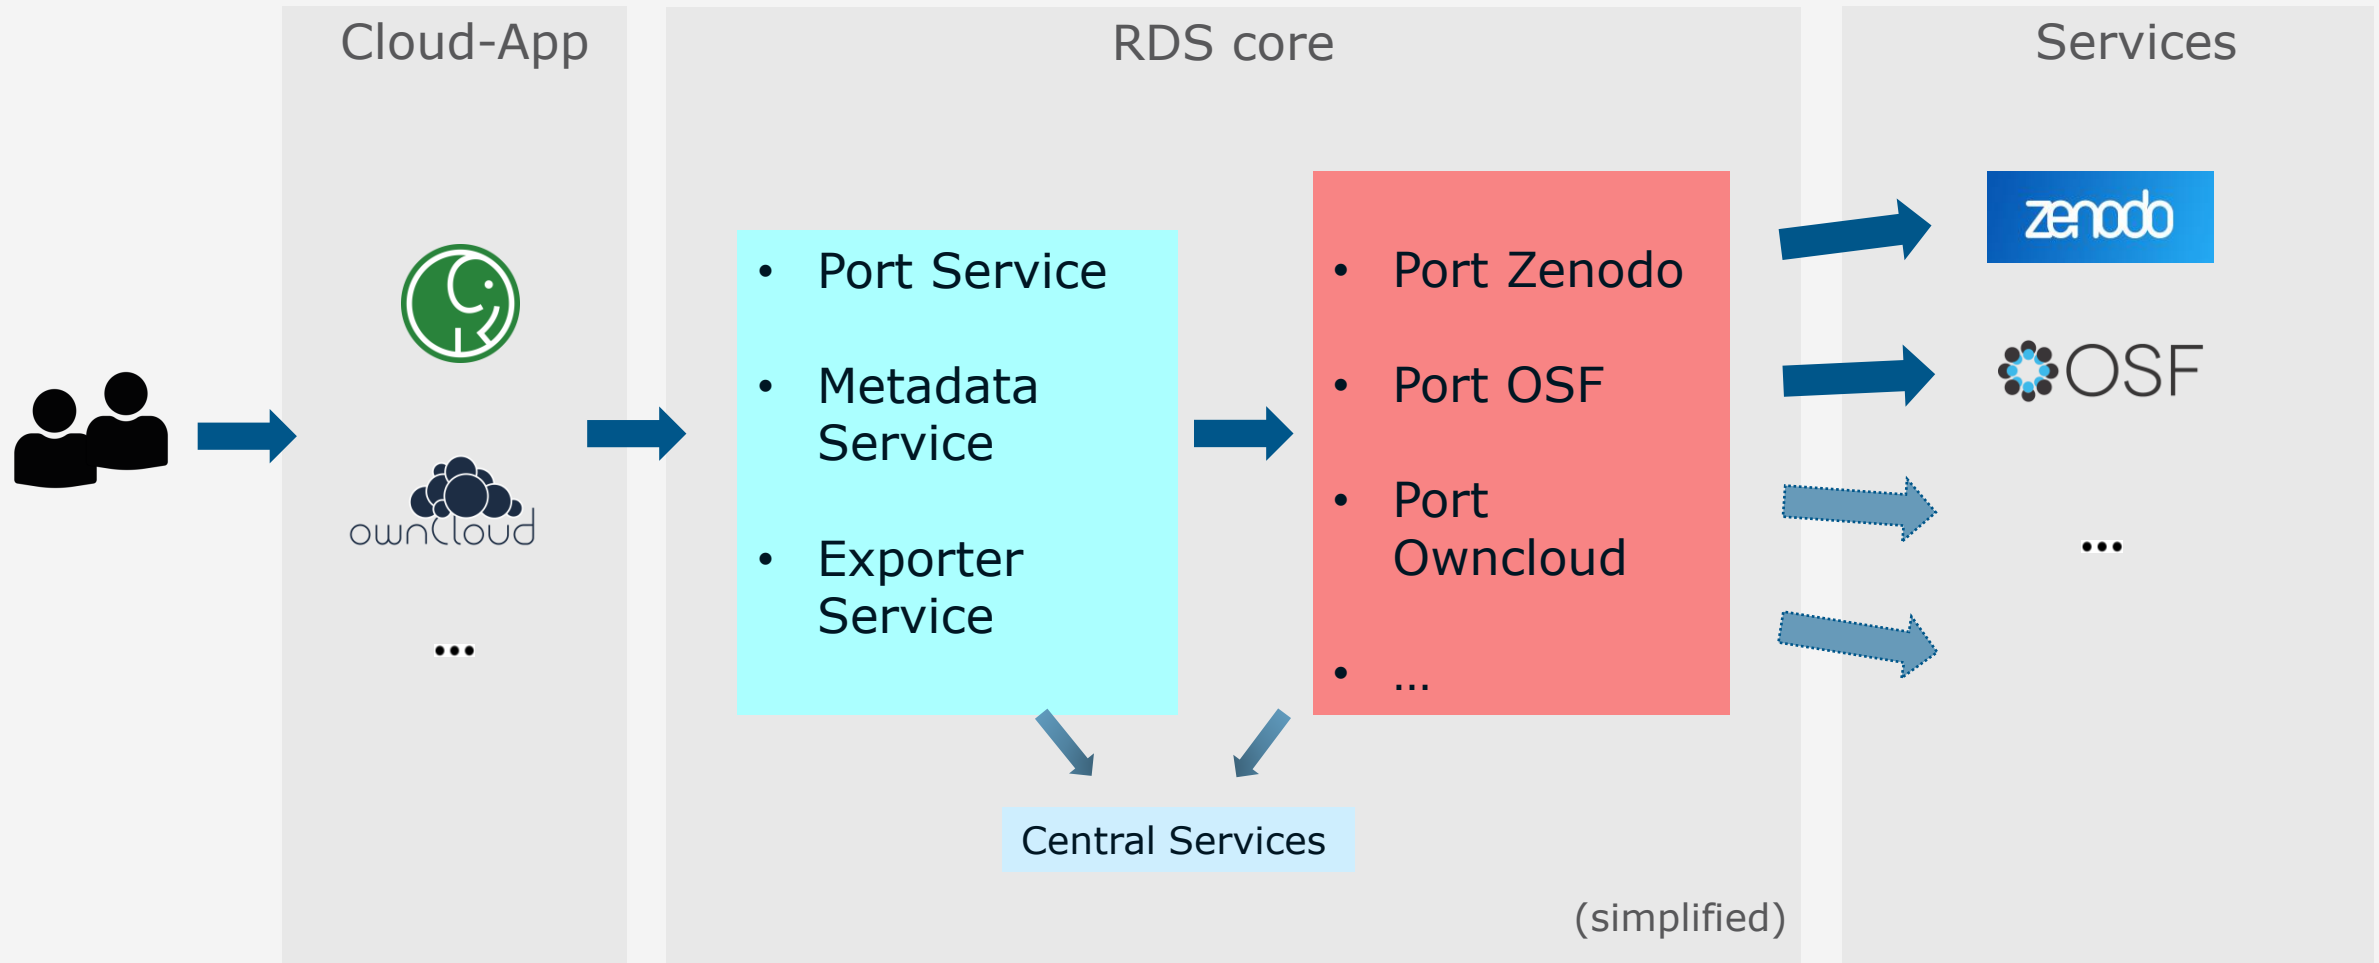 Cloud-App
RDS core
Services
ownCloud
...
• Port Service
• Metadata
Service
• Exporter
Service
• Port Zenodo
• Port OSF
• Port
Owncloud
• ...
Central Services
(simplified)
zenodo
OSF
...